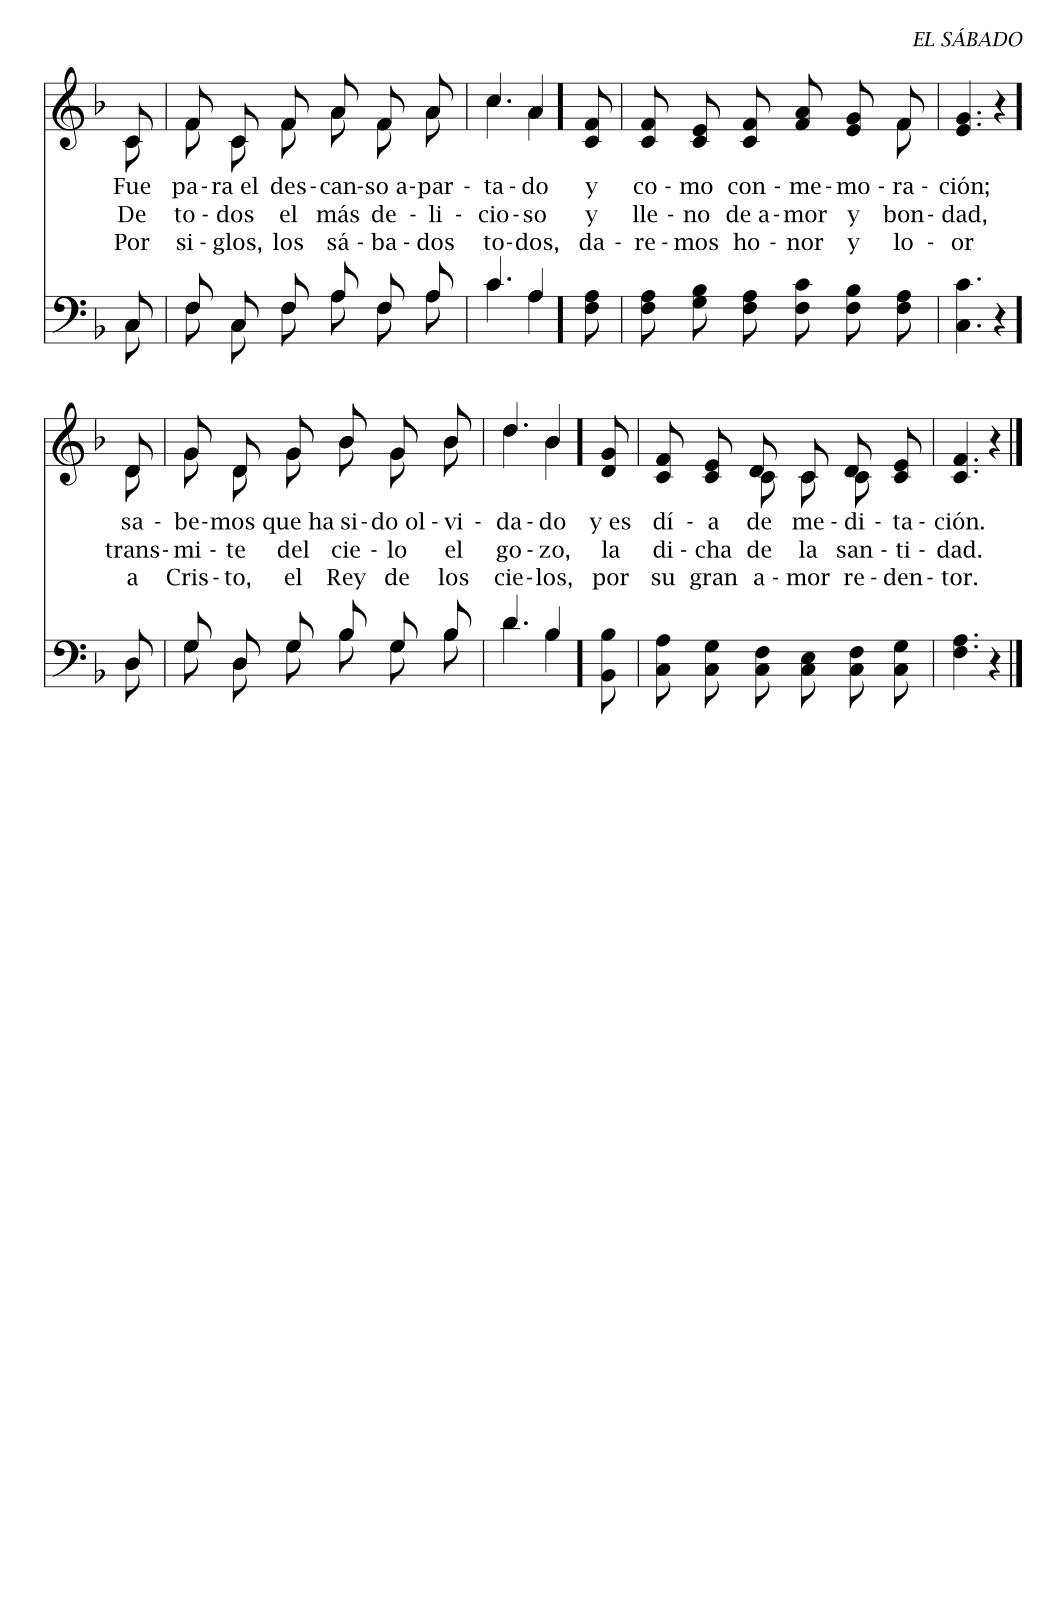 EL SÁBADO
Fue pa-ra el des-can-so a-par - ta - do y co - mo con - me-mo - ra - ción;
De to - dos el más de - li - cio-so y lle - no de a-mor y bon- dad,
Por si - glos, los sá - ba - dos to-dos, da - re-mos ho - nor y lo - or
sa - be-mos que ha si-do ol - vi - da - do y es dí - a de me - di - ta - ción.
trans-mi - te del cie - lo el go - zo, la di - cha de la san - ti - dad.
a Cris-to, el Rey de los cie-los, por su gran a - mor re - den- tor.